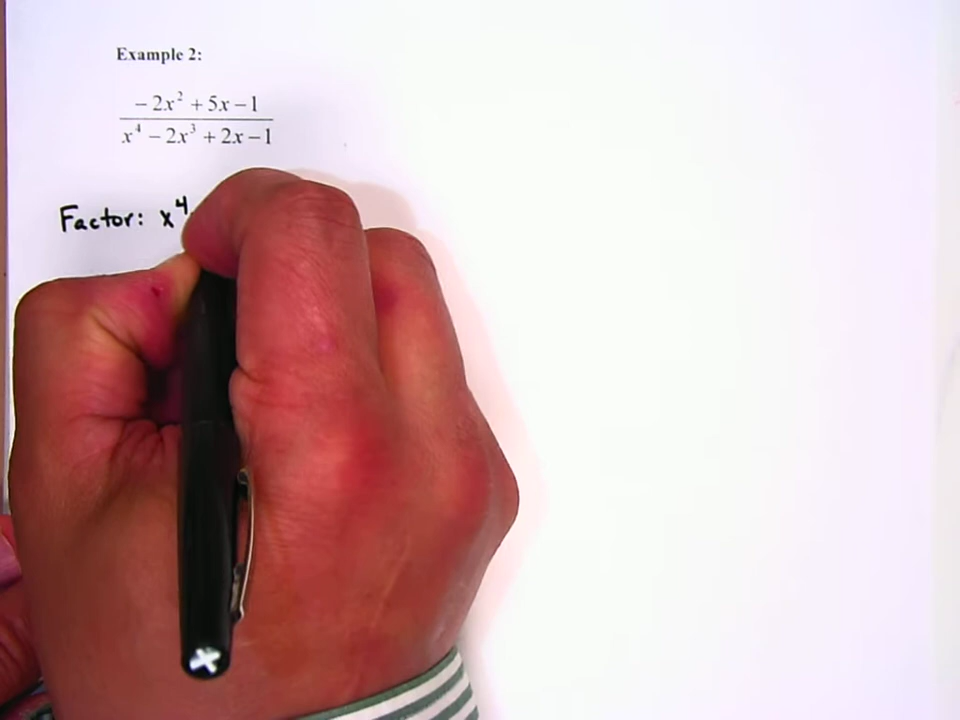 Example 2:
-2x² + 5x - 1
x⁴ - 2x³ + 2x - 1
Factor: x⁴